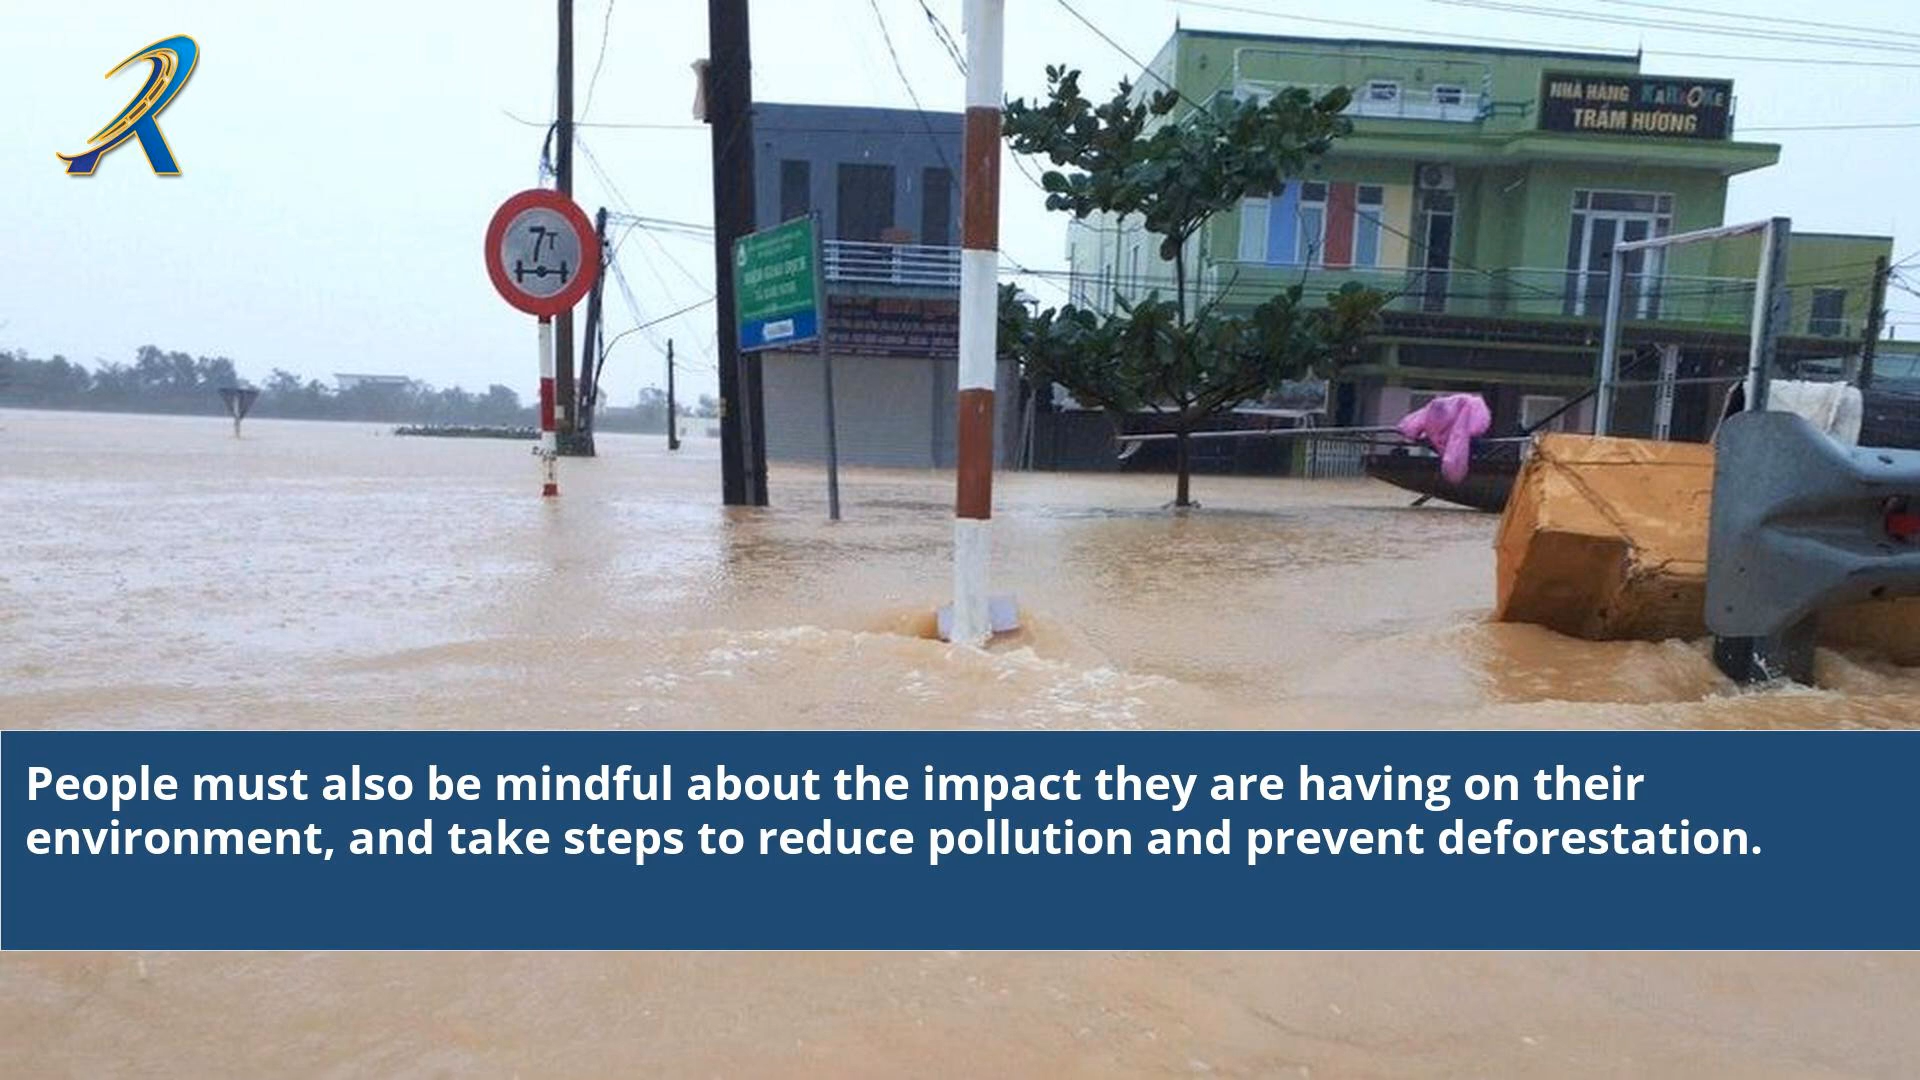 NHÀ HÀNG KARAOKE
TRẦM HƯƠNG
7T
People must also be mindful about the impact they are having on their
environment, and take steps to reduce pollution and prevent deforestation.